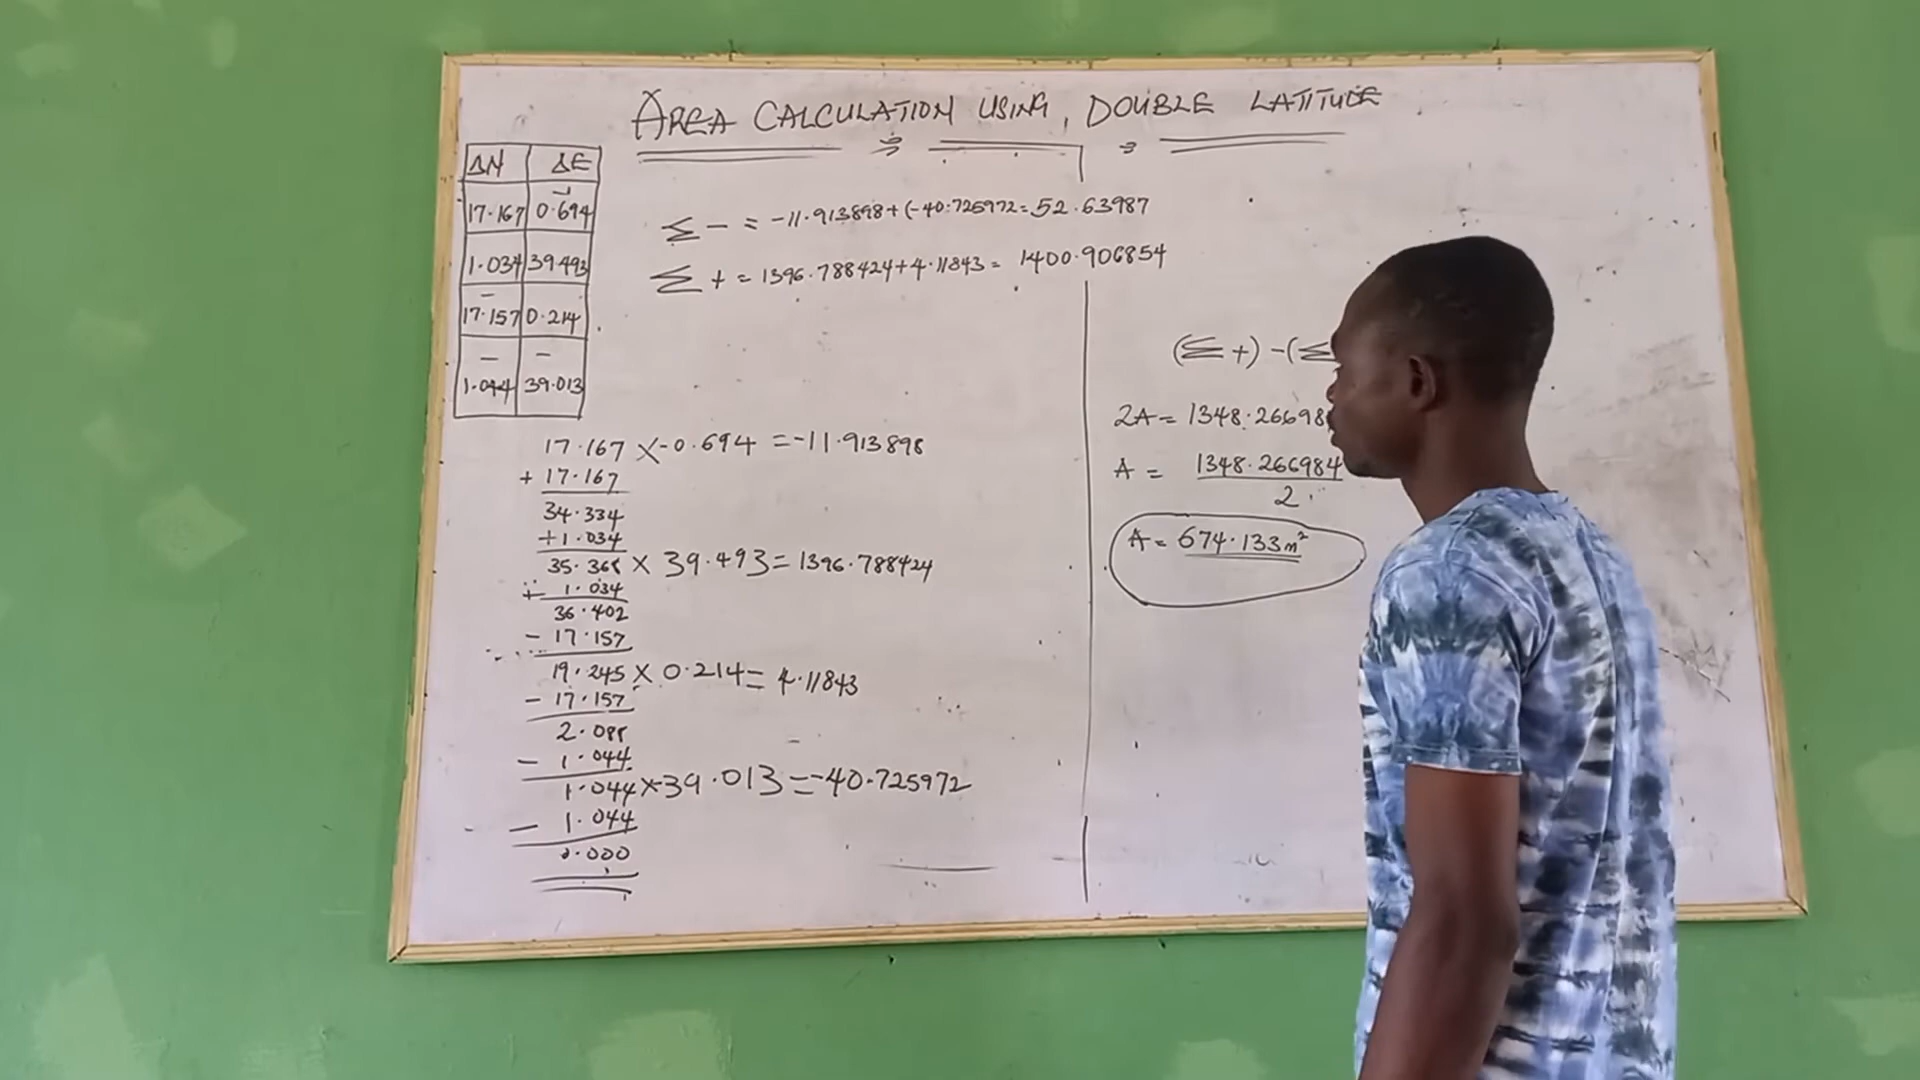 AREA CALCULATION USING, DOUBLE LATITUDE
ΔN ΔE
17.167 -0.694
1.034 39.493
-17.157 0.214
-1.044 -39.013
Σ - = -11.913898+(-40.725972=52.63987
Σ + = 1396.788424+4.11843= 1400.906854
17.167 X -0.694 =-11.913898
+ 17.167
34.334
+1.034
35.368 X 39.493=1396.788424
+ 1.034
36.402
- 17.157
19.245 X 0.214= 4.11843
- 17.157
2.088
- 1.044
1.044 x-39.013=-40.725972
- 1.044
0.000
(Σ +) -(Σ
2A= 1348.26698
A = 1348.266984
2
A = 674.133m²